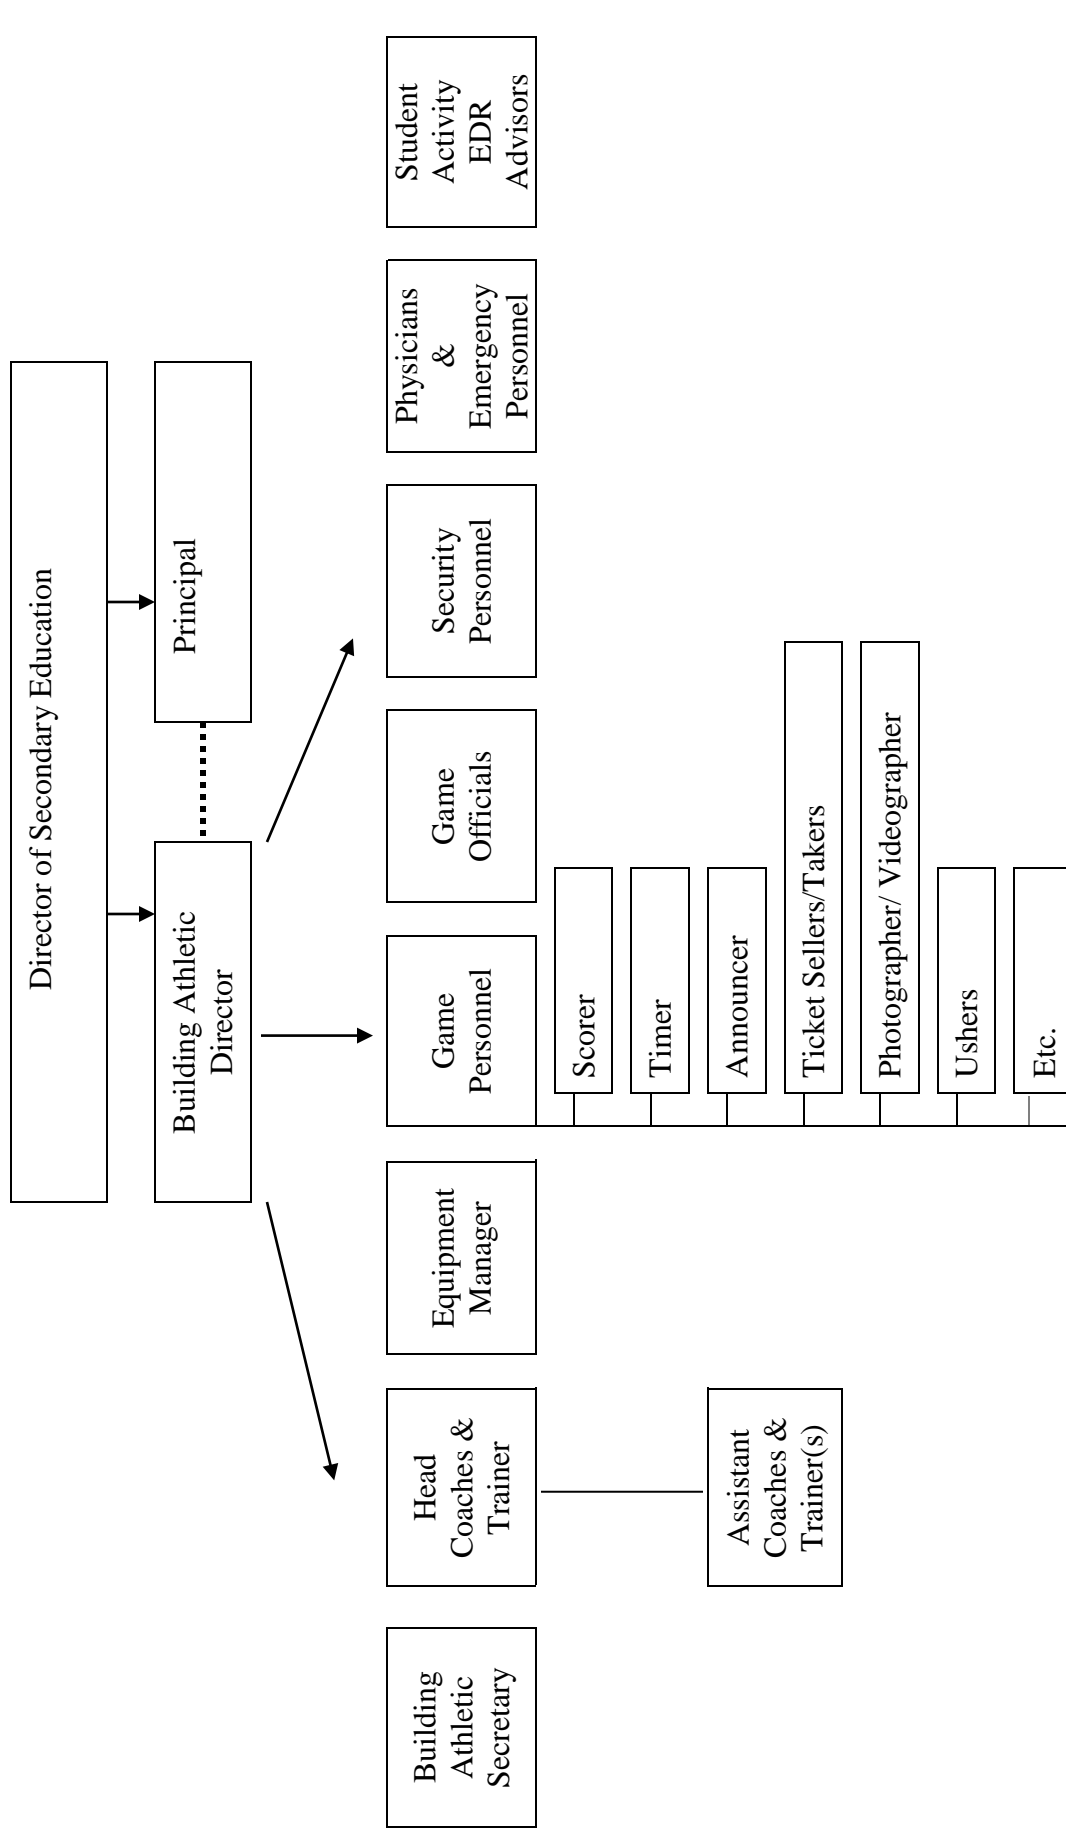 Director of Secondary Education
Building Athletic
Director
Principal
Building
Athletic
Secretary
Head
Coaches &
Trainer
Equipment
Manager
Game
Personnel
Game
Officials
Security
Personnel
Physicians
&
Emergency
Personnel
Student
Activity
EDR
Advisors
Scorer
Timer
Announcer
Ticket Sellers/Takers
Photographer/ Videographer
Ushers
Etc.
Assistant
Coaches &
Trainer(s)